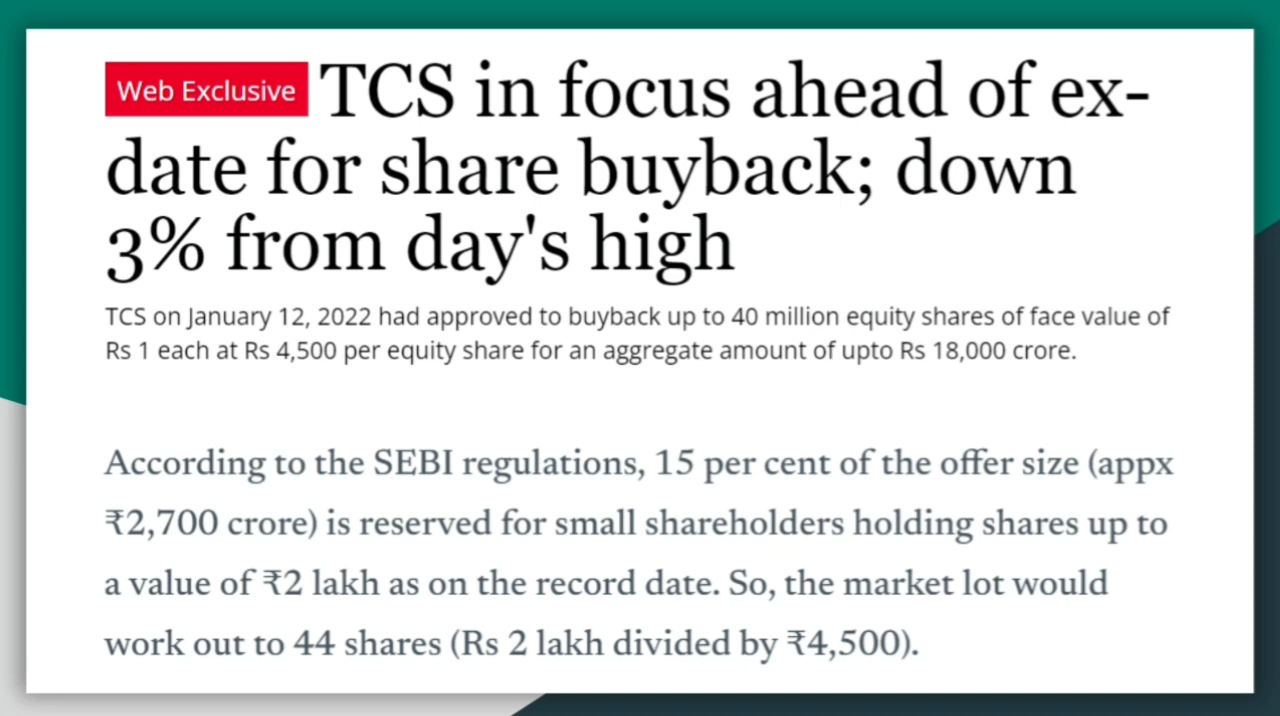 Web Exclusive TCS in focus ahead of ex-
date for share buyback; down
3% from day's high
TCS on January 12, 2022 had approved to buyback up to 40 million equity shares of face value of
Rs 1 each at Rs 4,500 per equity share for an aggregate amount of upto Rs 18,000 crore.
According to the SEBI regulations, 15 per cent of the offer size (appx
₹2,700 crore) is reserved for small shareholders holding shares up to
a value of ₹2 lakh as on the record date. So, the market lot would
work out to 44 shares (Rs 2 lakh divided by ₹4,500).